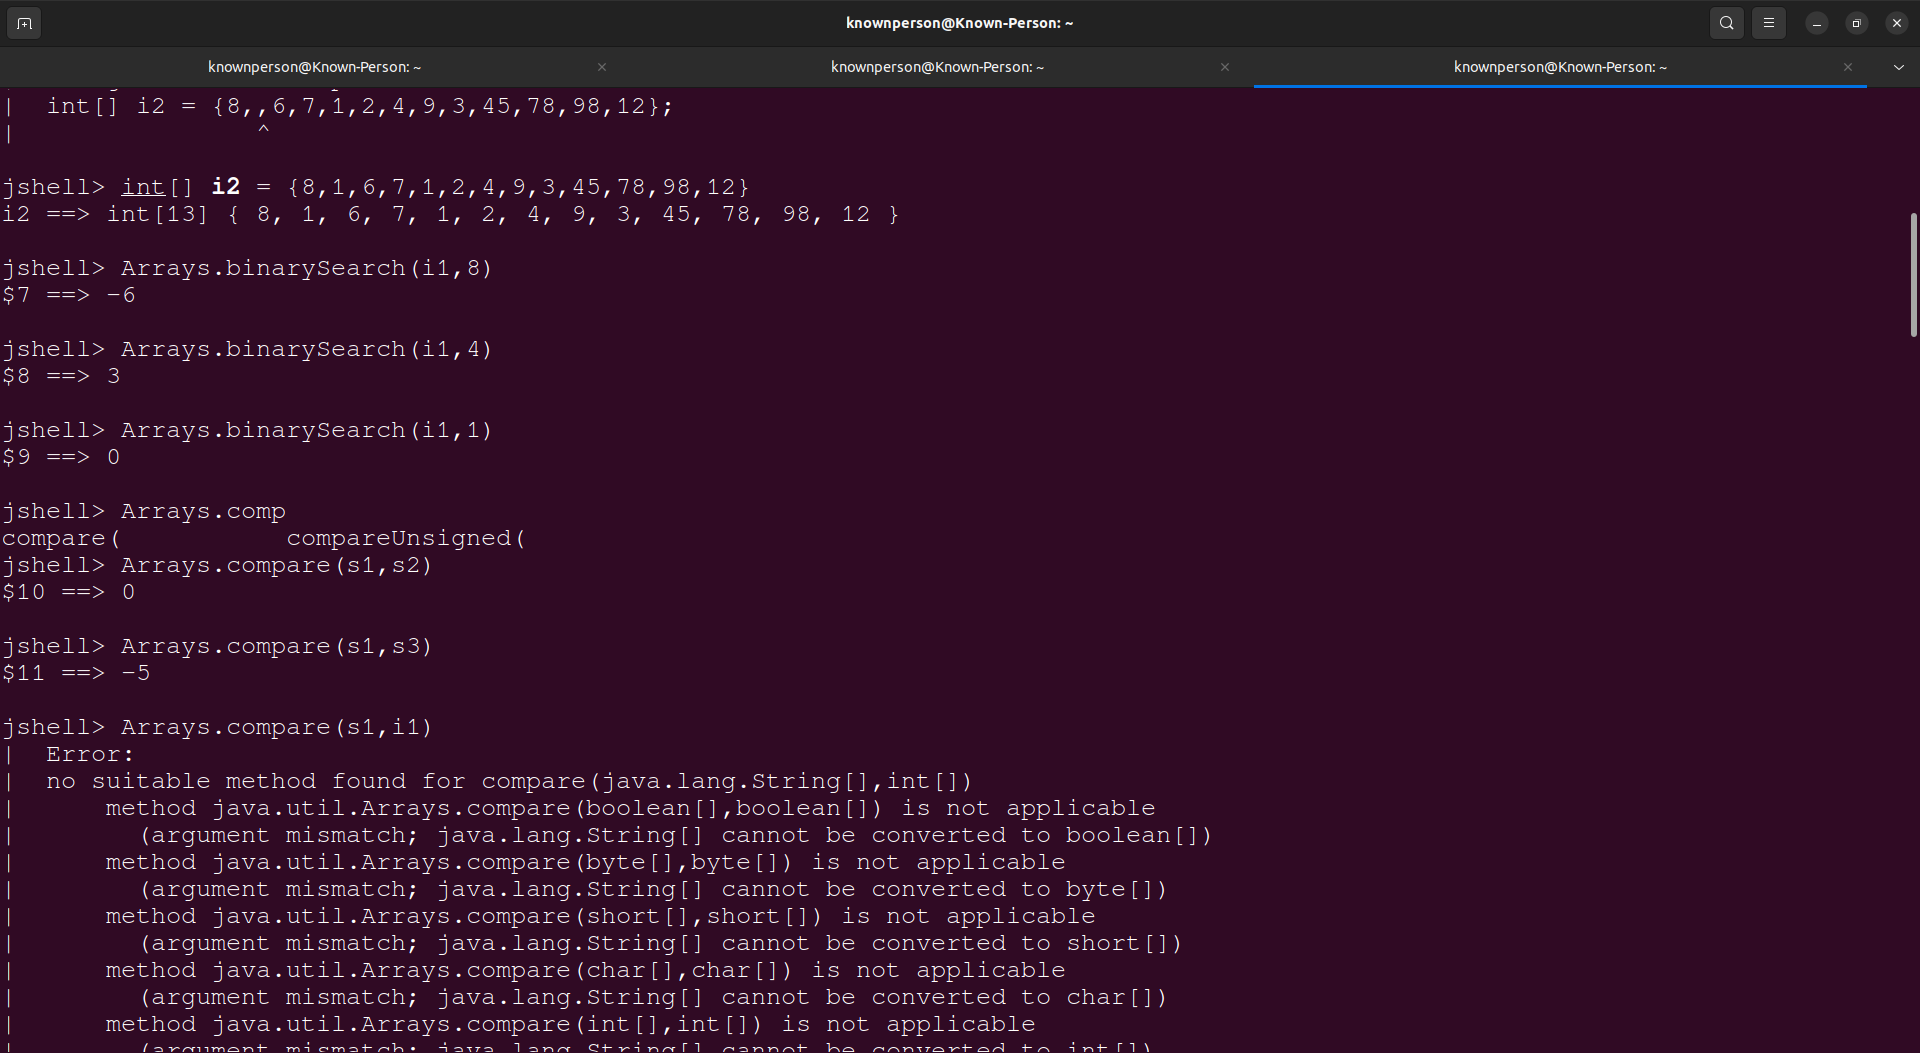 knownperson@Known-Person: ~
knownperson@Known-Person: ~
knownperson@Known-Person: ~
knownperson@Known-Person: ~
|  int[] i2 = {8,,6,7,1,2,4,9,3,45,78,98,12};
|                ^
jshell> int[] i2 = {8,1,6,7,1,2,4,9,3,45,78,98,12}
i2 ==> int[13] { 8, 1, 6, 7, 1, 2, 4, 9, 3, 45, 78, 98, 12 }
jshell> Arrays.binarySearch(i1,8)
$7 ==> -6
jshell> Arrays.binarySearch(i1,4)
$8 ==> 3
jshell> Arrays.binarySearch(i1,1)
$9 ==> 0
jshell> Arrays.comp
compare(           compareUnsigned(
jshell> Arrays.compare(s1,s2)
$10 ==> 0
jshell> Arrays.compare(s1,s3)
$11 ==> -5
jshell> Arrays.compare(s1,i1)
|  Error:
|  no suitable method found for compare(java.lang.String[],int[])
|      method java.util.Arrays.compare(boolean[],boolean[]) is not applicable
|        (argument mismatch; java.lang.String[] cannot be converted to boolean[])
|      method java.util.Arrays.compare(byte[],byte[]) is not applicable
|        (argument mismatch; java.lang.String[] cannot be converted to byte[])
|      method java.util.Arrays.compare(short[],short[]) is not applicable
|        (argument mismatch; java.lang.String[] cannot be converted to short[])
|      method java.util.Arrays.compare(char[],char[]) is not applicable
|        (argument mismatch; java.lang.String[] cannot be converted to char[])
|      method java.util.Arrays.compare(int[],int[]) is not applicable
|        (argument mismatch; java.lang.String[] cannot be converted to int[])